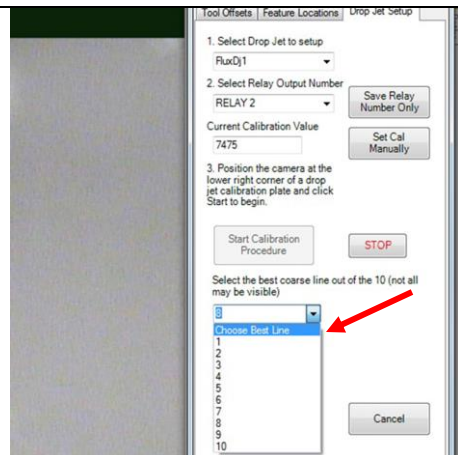 Tool Offsets Feature Locations Drop Jet Setup
1. Select Drop Jet to setup
FluxDj1
2. Select Relay Output Number
RELAY 2
Save Relay
Number Only
Current Calibration Value
7475
Set Cal
Manually
3. Position the camera at the
lower right corner of a drop
jet calibration plate and click
Start to begin.
Start Calibration
Procedure
STOP
Select the best coarse line out of the 10 (not all
may be visible)
8
Choose Best Line
1
2
3
4
5
6
7
8
9
10
Cancel